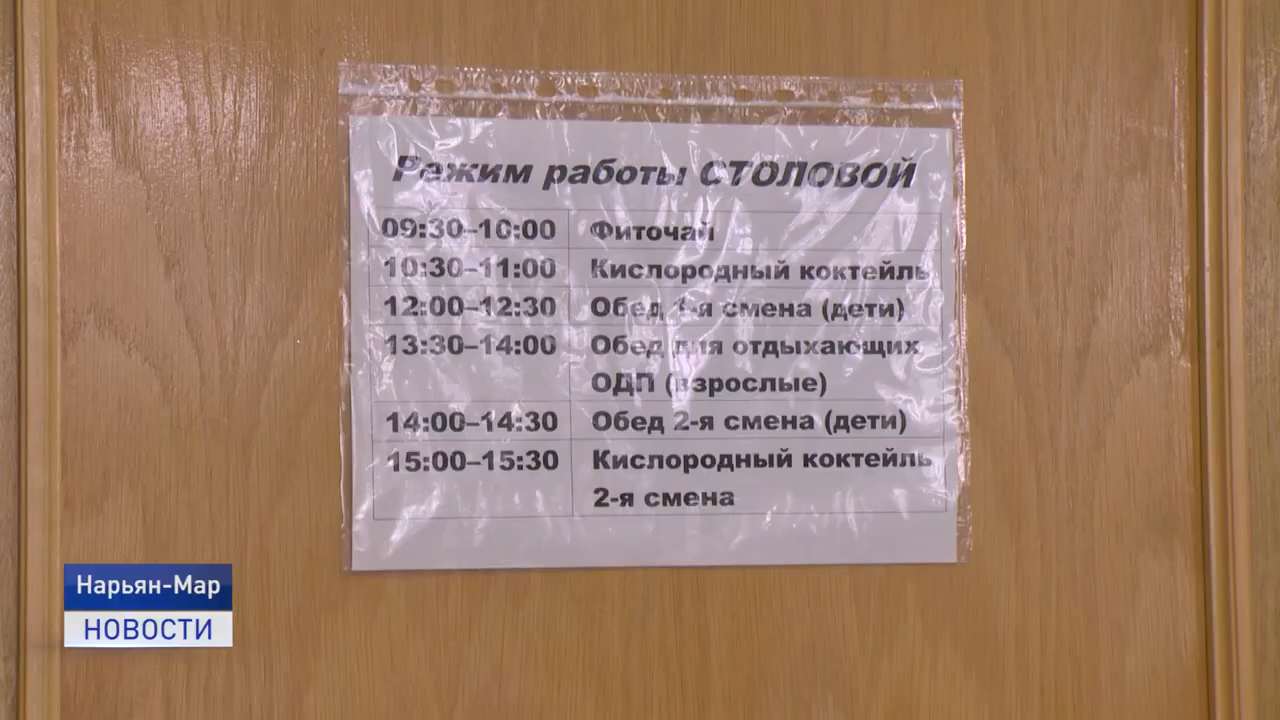 Режим работы СТОЛОВОЙ
09:30–10:00 Фиточай
10:30–11:00 Кислородный коктейль
12:00–12:30 Обед 1-я смена (дети)
13:30–14:00 Обед для отдыхающих
ОДП (взрослые)
14:00–14:30 Обед 2-я смена (дети)
15:00–15:30 Кислородный коктейль
2-я смена
Нарьян-Мар
НОВОСТИ